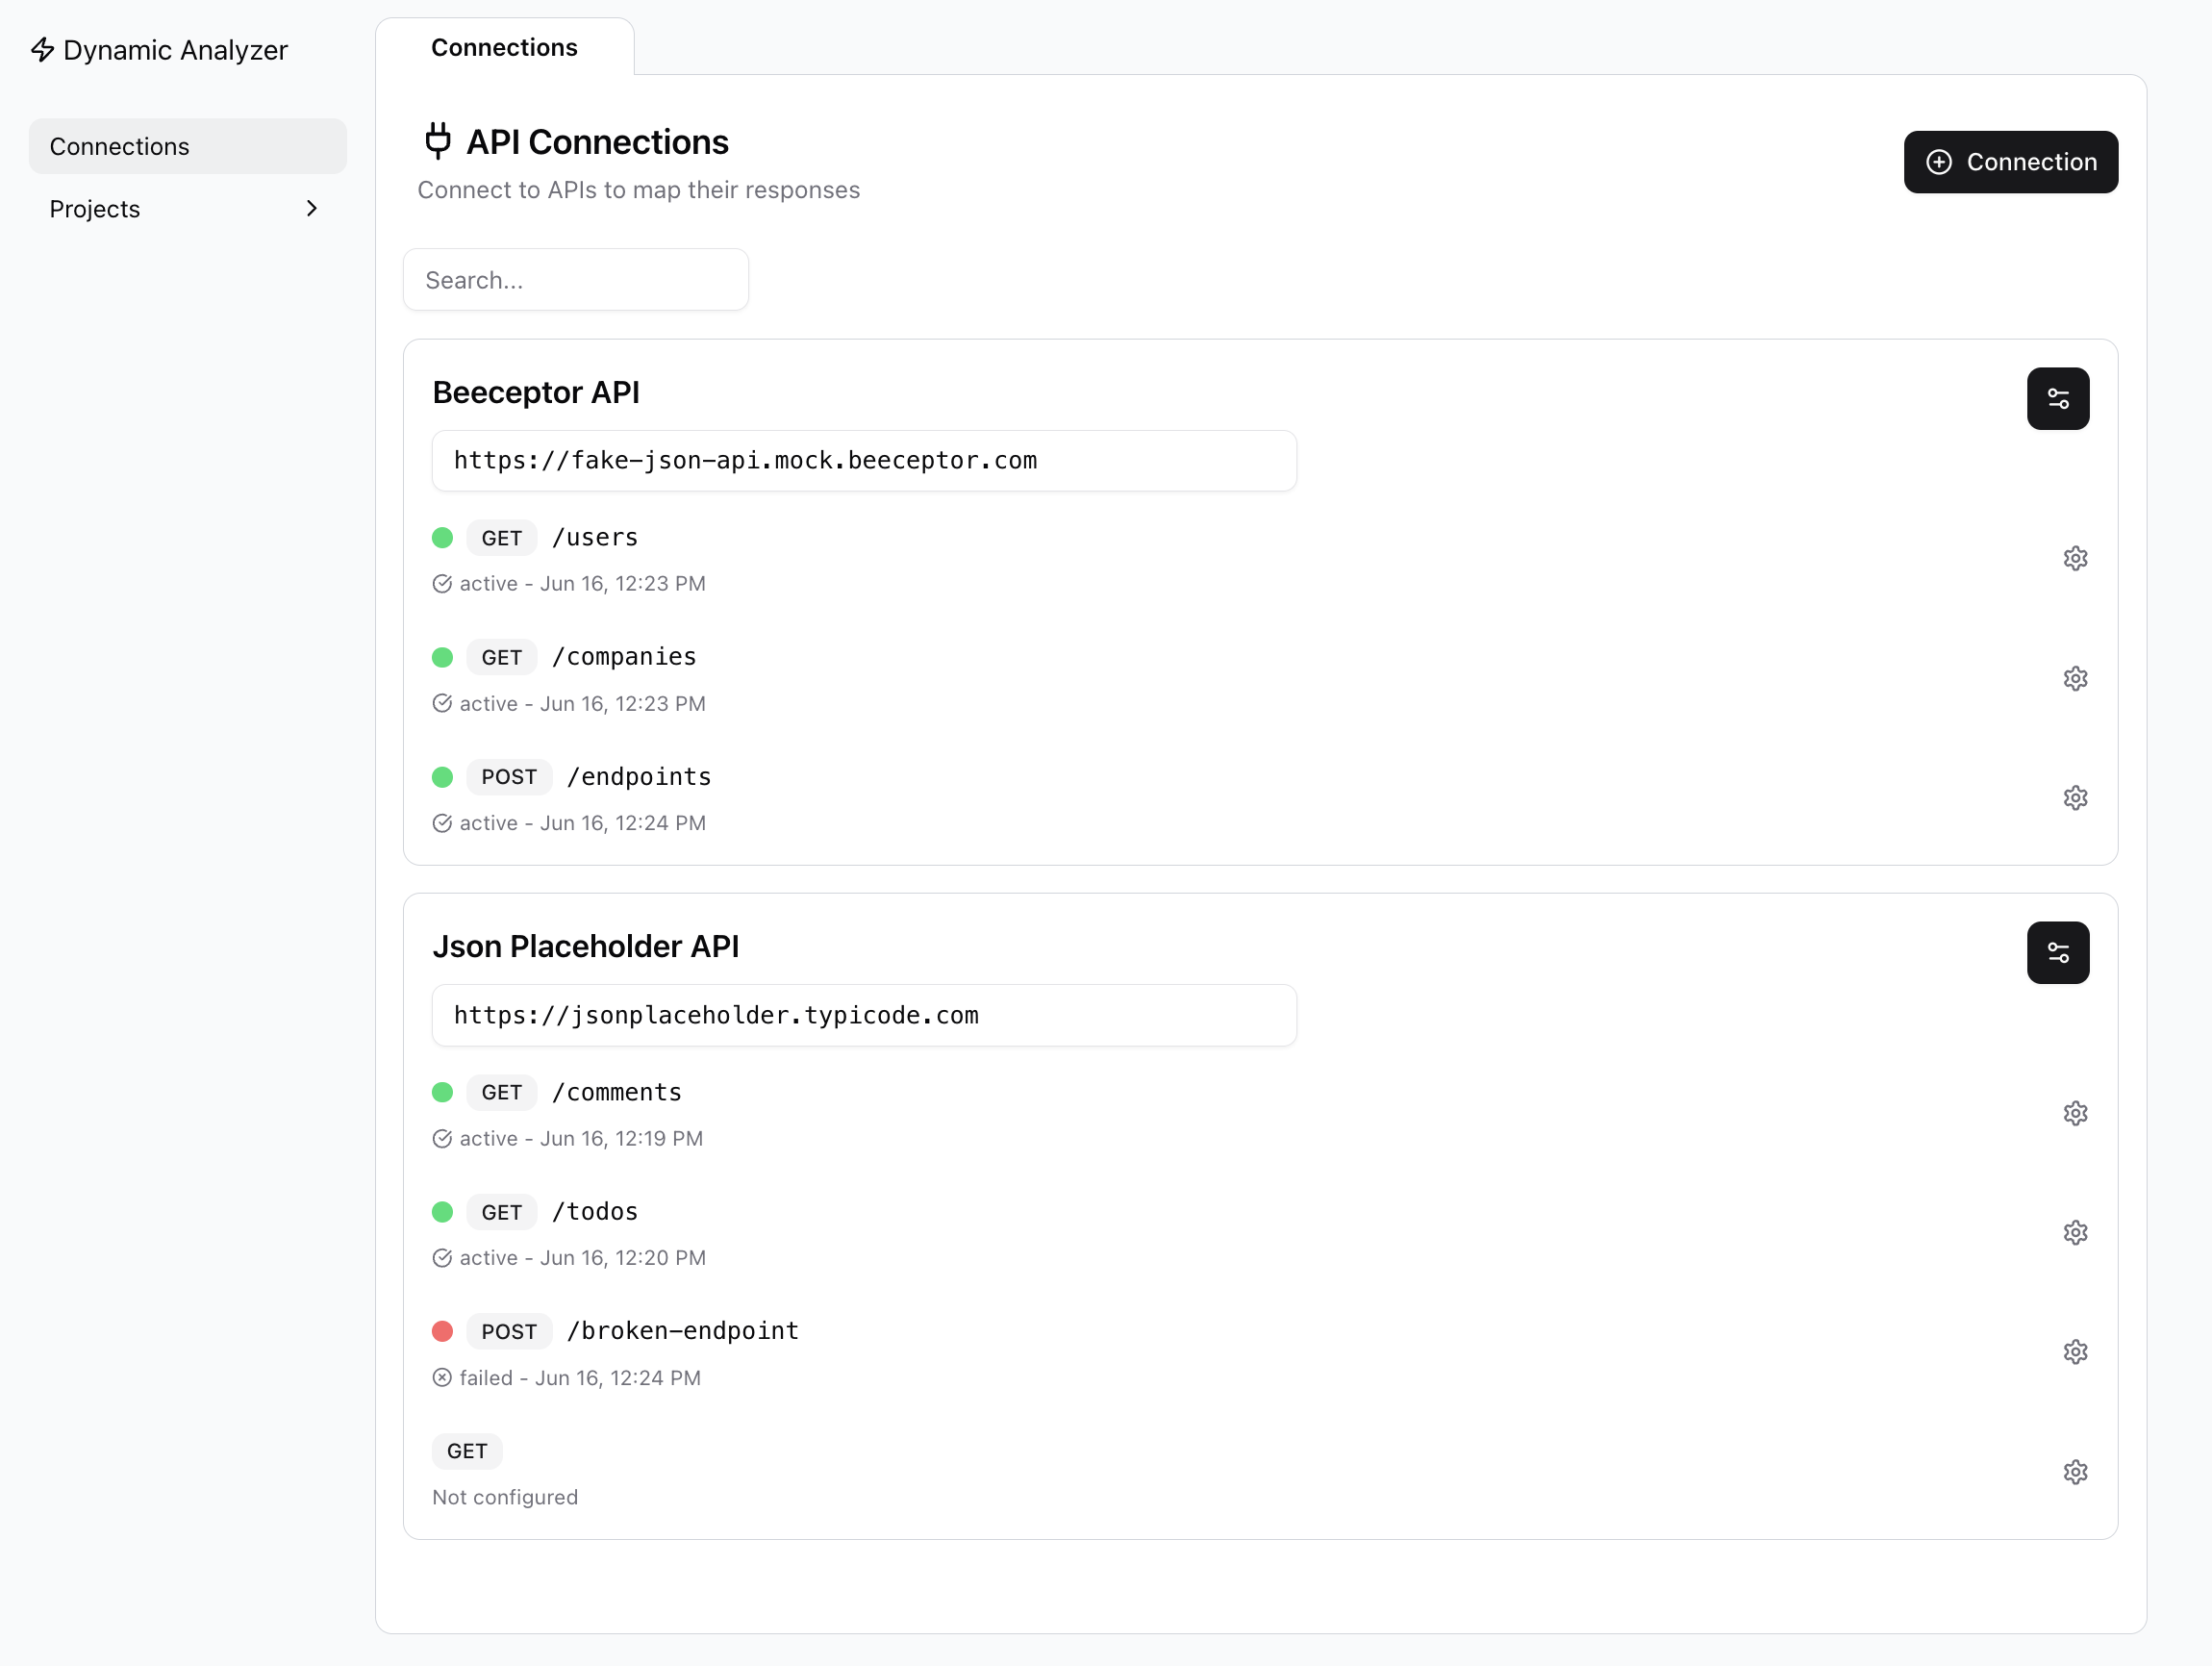 Dynamic Analyzer
Connections
Projects
Connections
API Connections
Connect to APIs to map their responses
Connection
Search...
Beeceptor API
https://fake-json-api.mock.beeceptor.com
GET /users
active - Jun 16, 12:23 PM
GET /companies
active - Jun 16, 12:23 PM
POST /endpoints
active - Jun 16, 12:24 PM
Json Placeholder API
https://jsonplaceholder.typicode.com
GET /comments
active - Jun 16, 12:19 PM
GET /todos
active - Jun 16, 12:20 PM
POST /broken-endpoint
failed - Jun 16, 12:24 PM
GET
Not configured